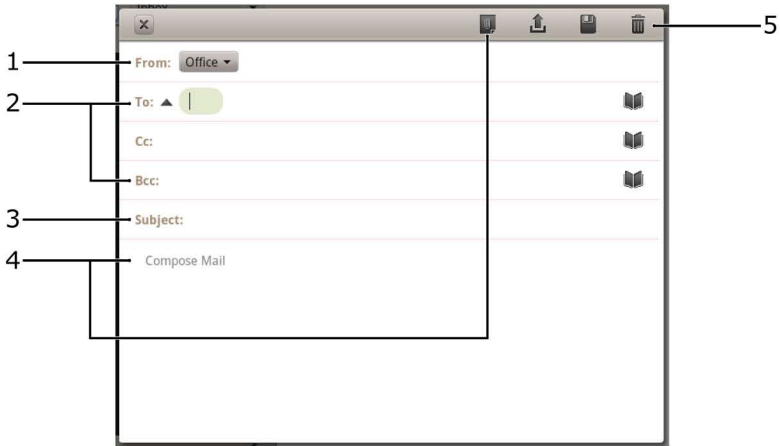 Inbox
5
1
From: Office
2
To:
Cc:
Bcc:
3
Subject:
4
Compose Mail